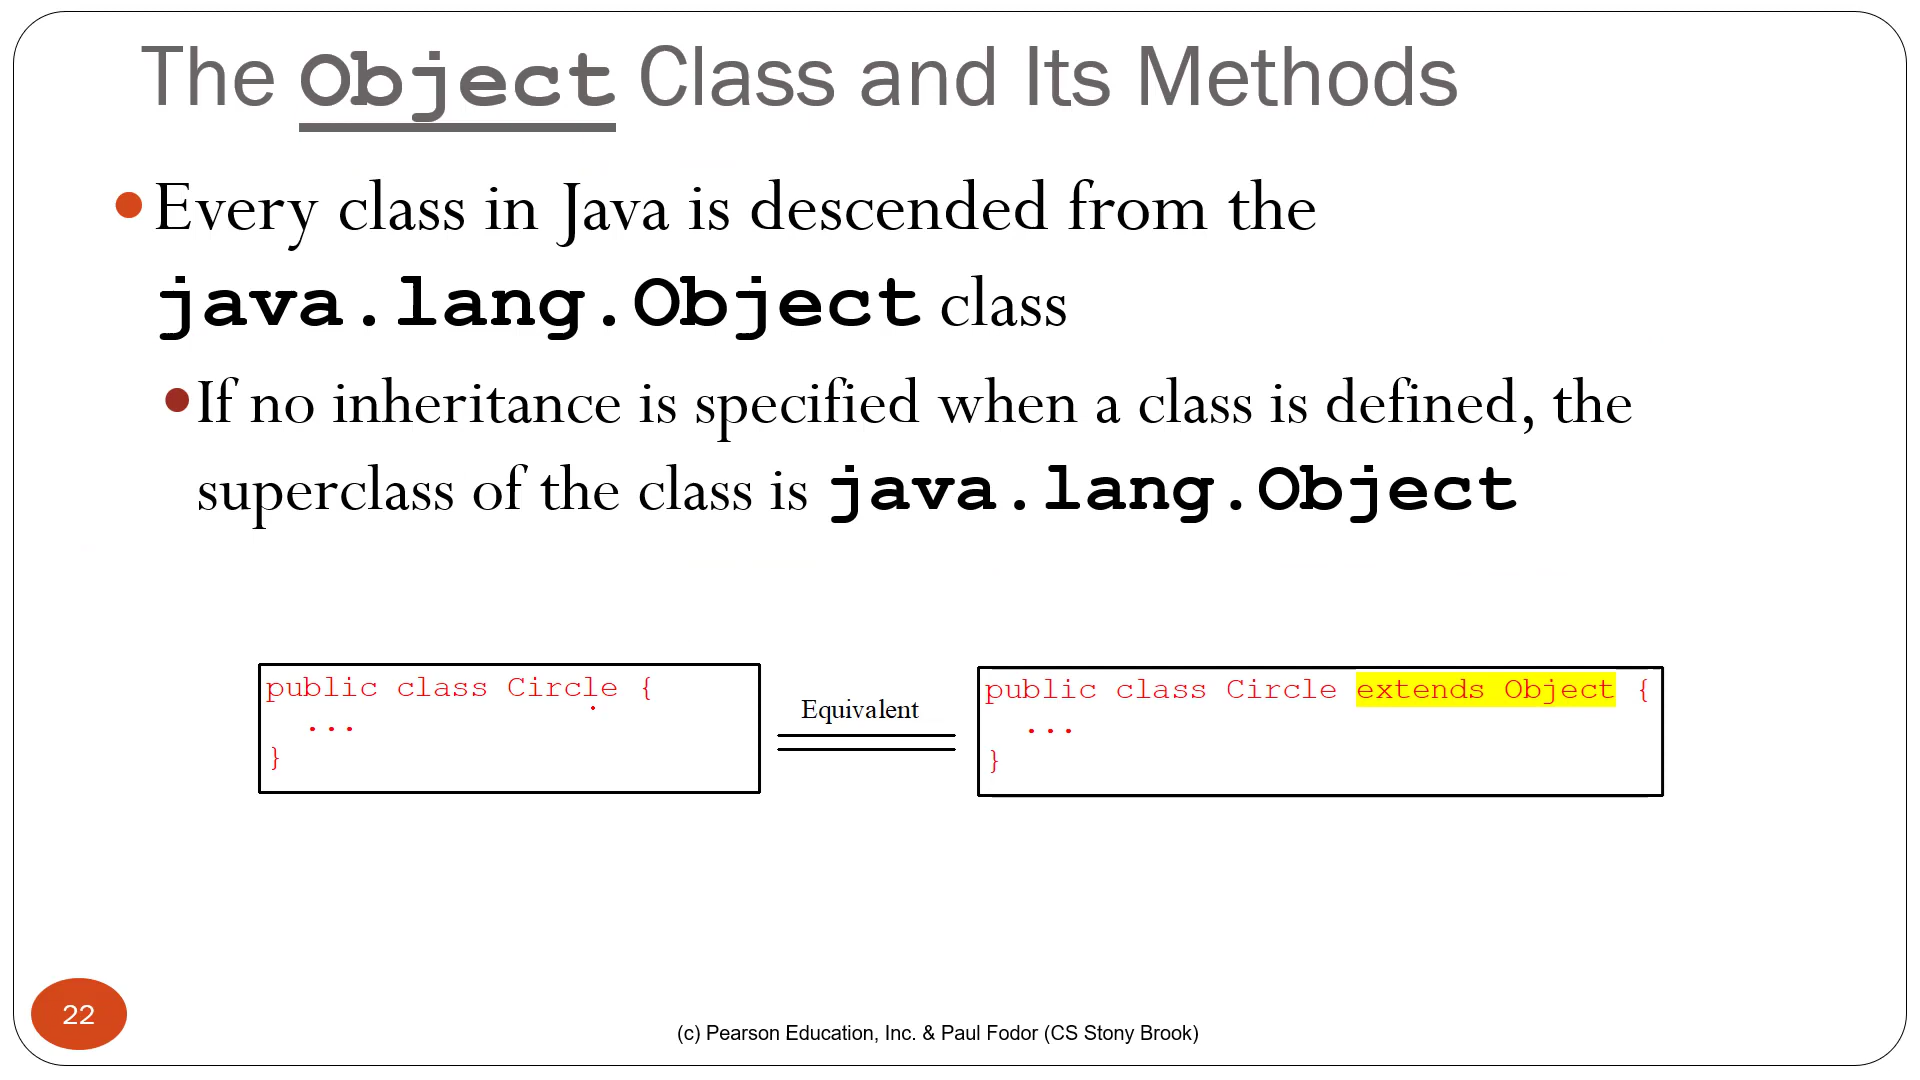 The Object Class and Its Methods
Every class in Java is descended from the
java.lang.Object class
If no inheritance is specified when a class is defined, the
superclass of the class is java.lang.Object
public class Circle {
...
}
Equivalent
public class Circle extends Object {
...
}
22
(c) Pearson Education, Inc. & Paul Fodor (CS Stony Brook)